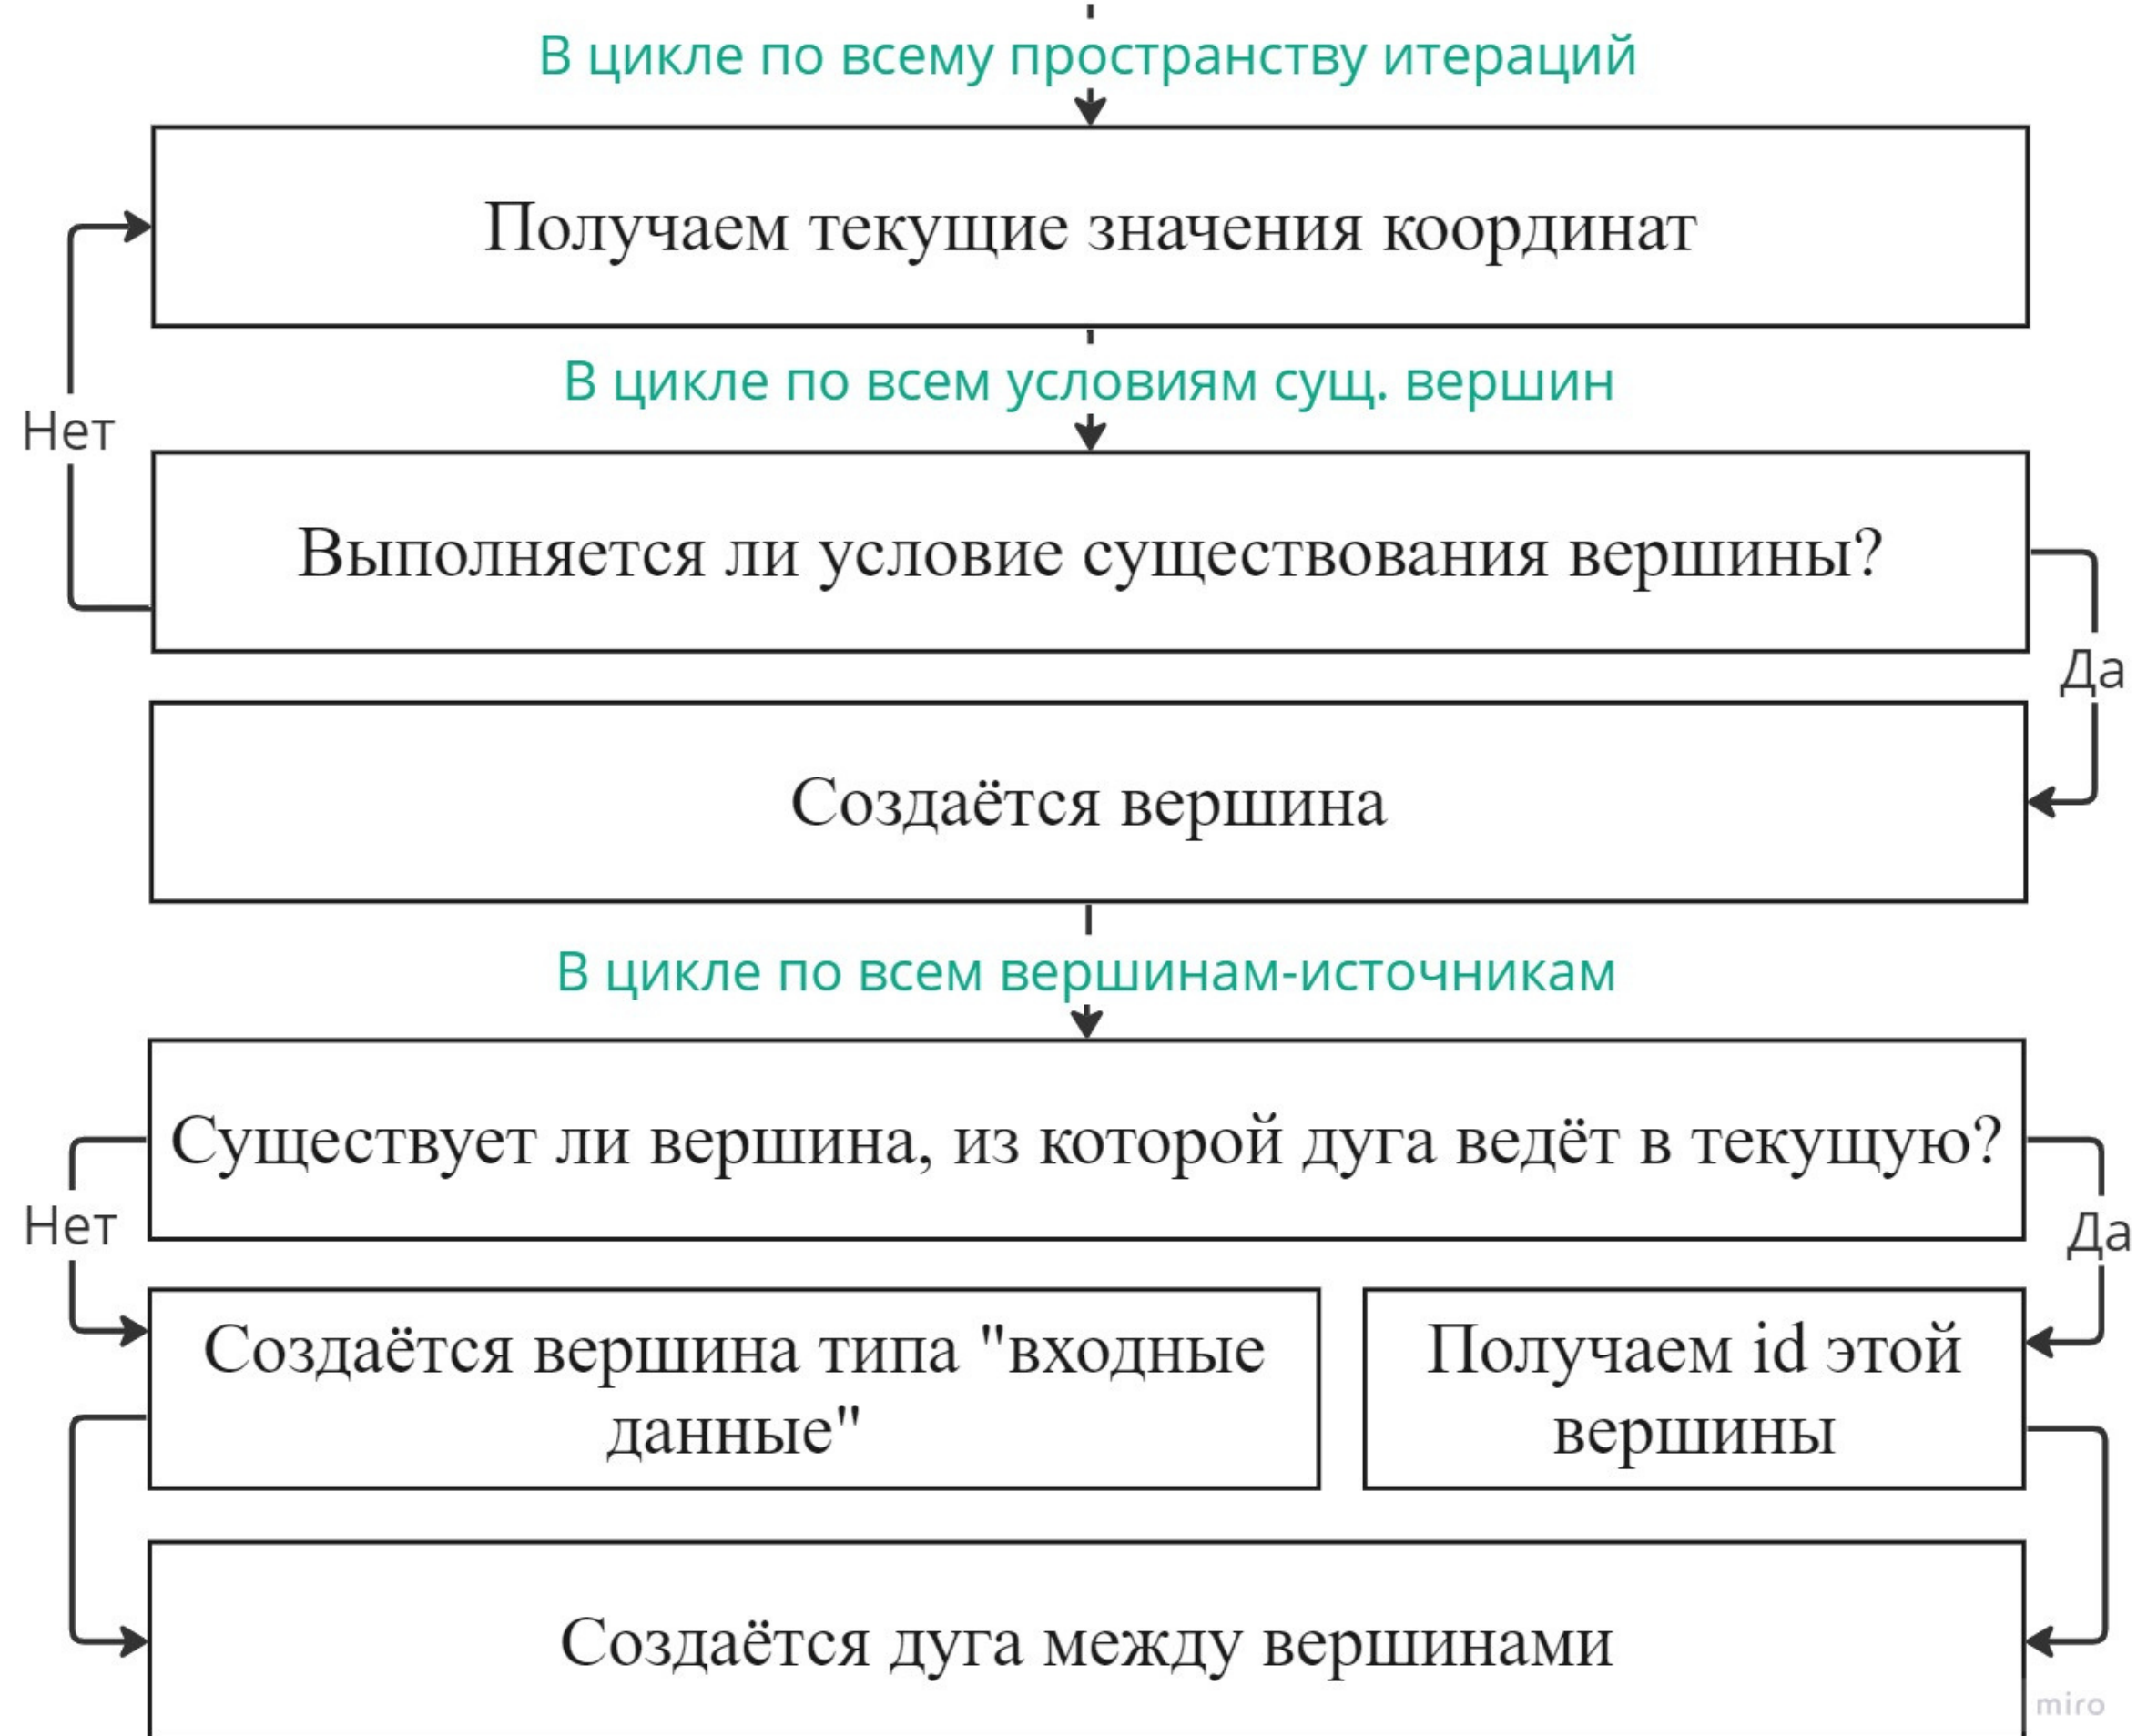 В цикле по всему пространству итераций
Получаем текущие значения координат
В цикле по всем условиям сущ. вершин
Нет
Выполняется ли условие существования вершины?
Да
Создаётся вершина
В цикле по всем вершинам-источникам
Существует ли вершина, из которой дуга ведёт в текущую?
Нет
Да
Создаётся вершина типа "входные
данные"
Получаем id этой
вершины
Создаётся дуга между вершинами
miro